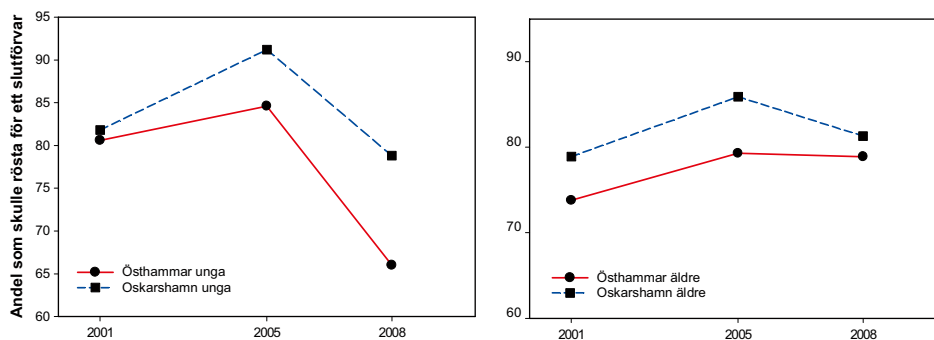 Andel som skulle rösta för ett slutförvar
95
90
85
80
75
70
65
60
Östhammar unga
Oskarshamn unga
2001 2005 2008
90
80
70
60
Östhammar äldre
Oskarshamn äldre
2001 2005 2008